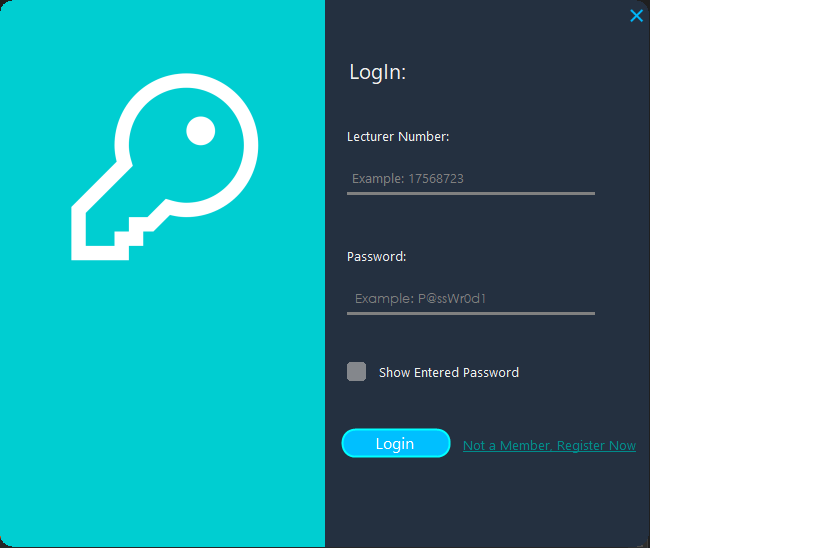 LogIn:
Lecturer Number:
Example: 17568723
Password:
Example: P@ssWr0d1
Show Entered Password
Login
Not a Member, Register Now